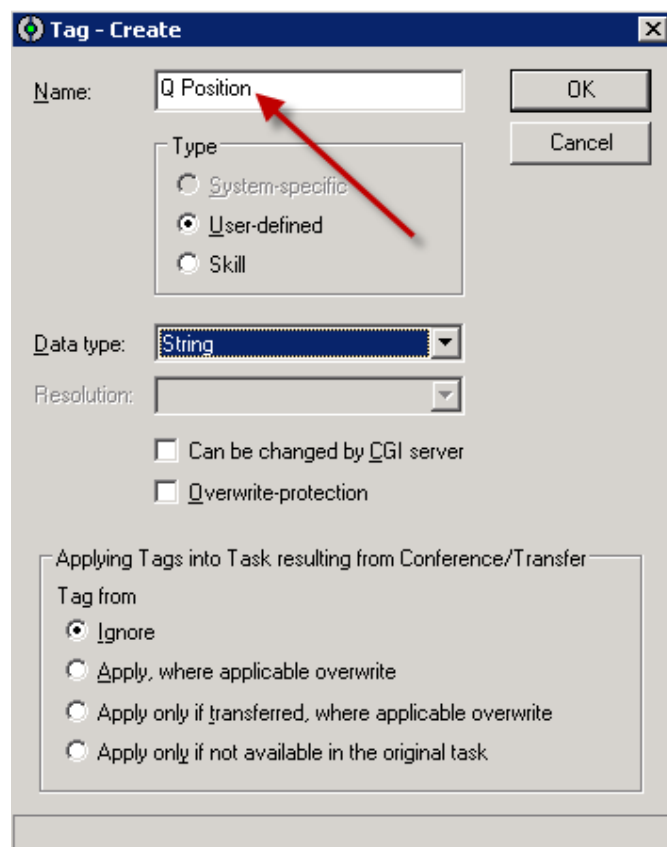 Tag - Create
Name:
Q Position
OK
Cancel
Type
System-specific
User-defined
Skill
Data type:
String
Resolution:
Can be changed by CGI server
Overwrite-protection
Applying Tags into Task resulting from Conference/Transfer
Tag from
Ignore
Apply, where applicable overwrite
Apply only if transferred, where applicable overwrite
Apply only if not available in the original task